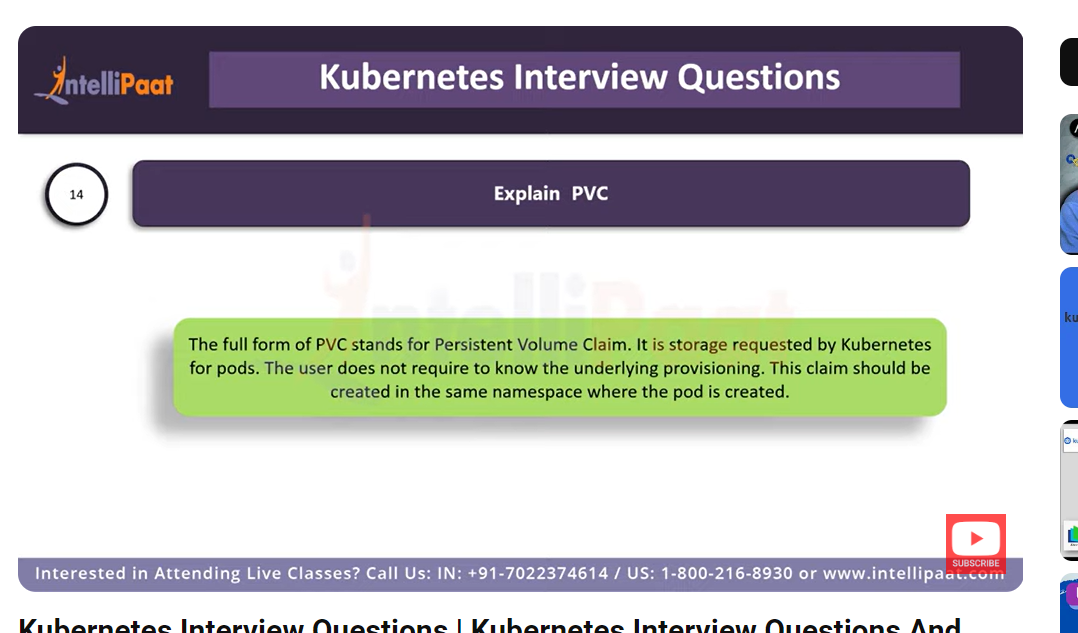 IntelliPaat
Kubernetes Interview Questions
14
Explain PVC
The full form of PVC stands for Persistent Volume Claim. It is storage requested by Kubernetes
for pods. The user does not require to know the underlying provisioning. This claim should be
created in the same namespace where the pod is created.
SUBSCRIBE
Interested in Attending Live Classes? Call Us: IN: +91-7022374614 / US: 1-800-216-8930 or www.intellipaat.com
Kubernetes Interview Questions | Kubernetes Interview Questions And
ku